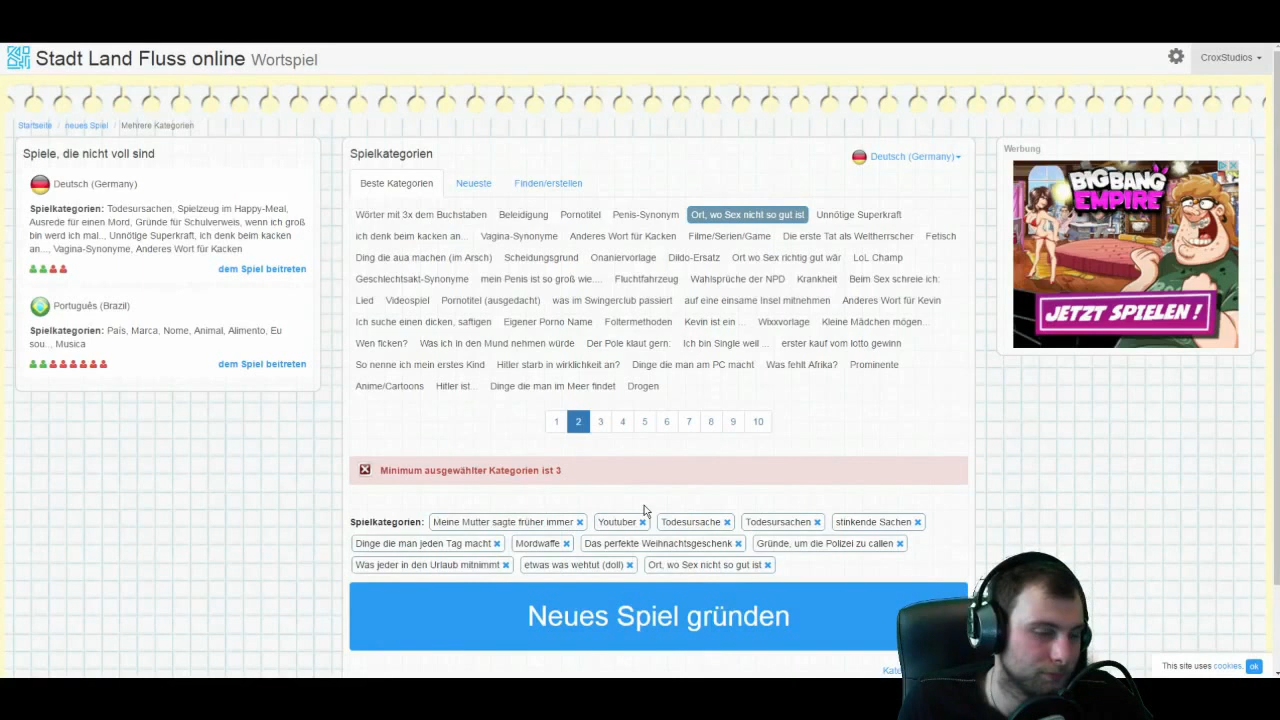 Stadt Land Fluss online Wortspiel
CroxStudios
Startseite / neues Spiel / Mehrere Kategorien
Spiele, die nicht voll sind
Deutsch (Germany)
Spielkategorien: Todesursachen, Spielzeug im Happy-Meal,
Ausrede für einen Mord, Gründe für Schulverweis, wenn ich groß
bin werd ich mal..., Unnötige Superkraft, ich denk beim kacken
an..., Vagina-Synonyme, Anderes Wort für Kacken
dem Spiel beitreten
Português (Brazil)
Spielkategorien: País, Marca, Nome, Animal, Alimento, Eu
sou..., Musica
dem Spiel beitreten
Spielkategorien
Deutsch (Germany)
Beste Kategorien Neueste Finden/erstellen
Wörter mit 3x dem Buchstaben Beleidigung Pornotitel Penis-Synonym Ort, wo Sex nicht so gut ist Unnötige Superkraft
ich denk beim kacken an... Vagina-Synonyme Anderes Wort für Kacken Filme/Serien/Game Die erste Tat als Weltherrscher Fetisch
Ding die aua machen (im Arsch) Scheidungsgrund Onaniervorlage Dildo-Ersatz Ort wo Sex richtig gut wär LoL Champ
Geschlechtsakt-Synonyme mein Penis ist so groß wie.... Fluchtfahrzeug Wahlsprüche der NPD Krankheit Beim Sex schreie ich:
Lied Videospiel Pornotitel (ausgedacht) was im Swingerclub passiert auf eine einsame Insel mitnehmen Anderes Wort für Kevin
Ich suche einen dicken, saftigen Eigener Porno Name Foltermethoden Kevin ist ein ... Wixxvorlage Kleine Mädchen mögen...
Wen ficken? Was ich in den Mund nehmen würde Der Pole klaut gern: Ich bin Single weil ... erster kauf vom lotto gewinn
So nenne ich mein erstes Kind Hitler starb in wirklichkeit an? Dinge die man am PC macht Was fehlt Afrika? Prominente
Anime/Cartoons Hitler ist... Dinge die man im Meer findet Drogen
1 2 3 4 5 6 7 8 9 10
Minimum ausgewählter Kategorien ist 3
Spielkategorien: Meine Mutter sagte früher immer × Youtuber × Todesursache × Todesursachen × stinkende Sachen ×
Dinge die man jeden Tag macht × Mordwaffe × Das perfekte Weihnachtsgeschenk × Gründe, um die Polizei zu callen ×
Was jeder in den Urlaub mitnimmt × etwas was wehtut (doll) × Ort, wo Sex nicht so gut ist ×
Neues Spiel gründen
Werbung
BIG BANG
EMPIRE
JETZT SPIELEN !
This site uses cookies. ok